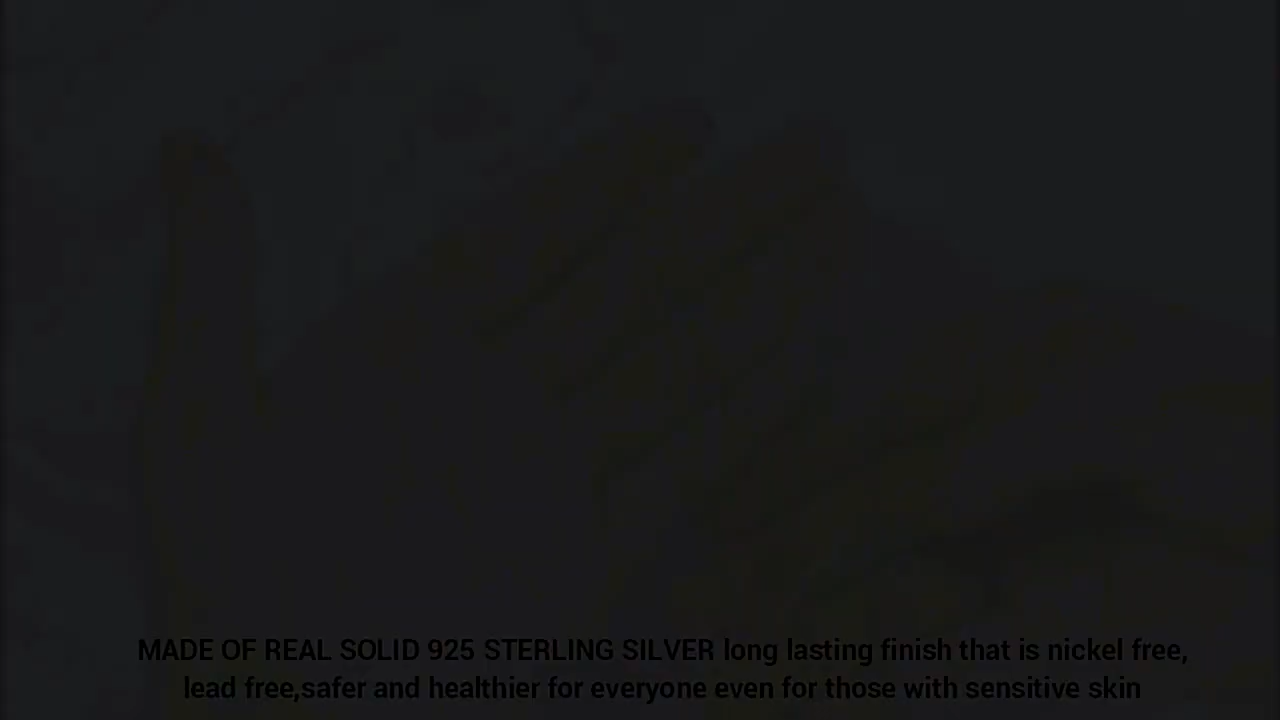 MADE OF REAL SOLID 925 STERLING SILVER long lasting finish that is nickel free,
lead free,safer and healthier for everyone even for those with sensitive skin